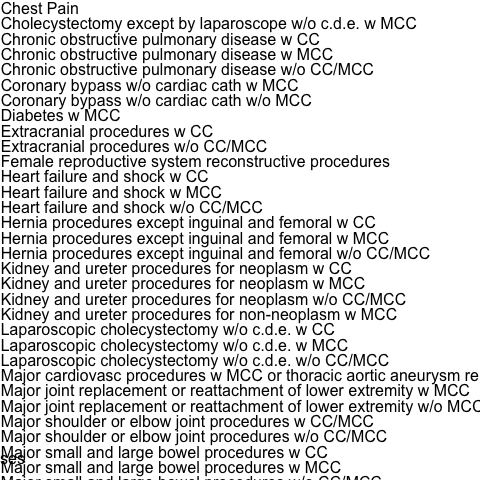 Chest Pain
Cholecystectomy except by laparoscope w/o c.d.e. w MCC
Chronic obstructive pulmonary disease w CC
Chronic obstructive pulmonary disease w MCC
Chronic obstructive pulmonary disease w/o CC/MCC
Coronary bypass w/o cardiac cath w MCC
Coronary bypass w/o cardiac cath w/o MCC
Diabetes w MCC
Extracranial procedures w CC
Extracranial procedures w/o CC/MCC
Female reproductive system reconstructive procedures
Heart failure and shock w CC
Heart failure and shock w MCC
Heart failure and shock w/o CC/MCC
Hernia procedures except inguinal and femoral w CC
Hernia procedures except inguinal and femoral w MCC
Hernia procedures except inguinal and femoral w/o CC/MCC
Kidney and ureter procedures for neoplasm w CC
Kidney and ureter procedures for neoplasm w MCC
Kidney and ureter procedures for neoplasm w/o CC/MCC
Kidney and ureter procedures for non-neoplasm w MCC
Laparoscopic cholecystectomy w/o c.d.e. w CC
Laparoscopic cholecystectomy w/o c.d.e. w MCC
Laparoscopic cholecystectomy w/o c.d.e. w/o CC/MCC
Major cardiovasc procedures w MCC or thoracic aortic aneurysm re
Major joint replacement or reattachment of lower extremity w MCC
Major joint replacement or reattachment of lower extremity w/o MCC
Major shoulder or elbow joint procedures w CC/MCC
Major shoulder or elbow joint procedures w/o CC/MCC
Major small and large bowel procedures w CC
ses
Major small and large bowel procedures w MCC
Major small and large bowel procedures w/o CC/MCC